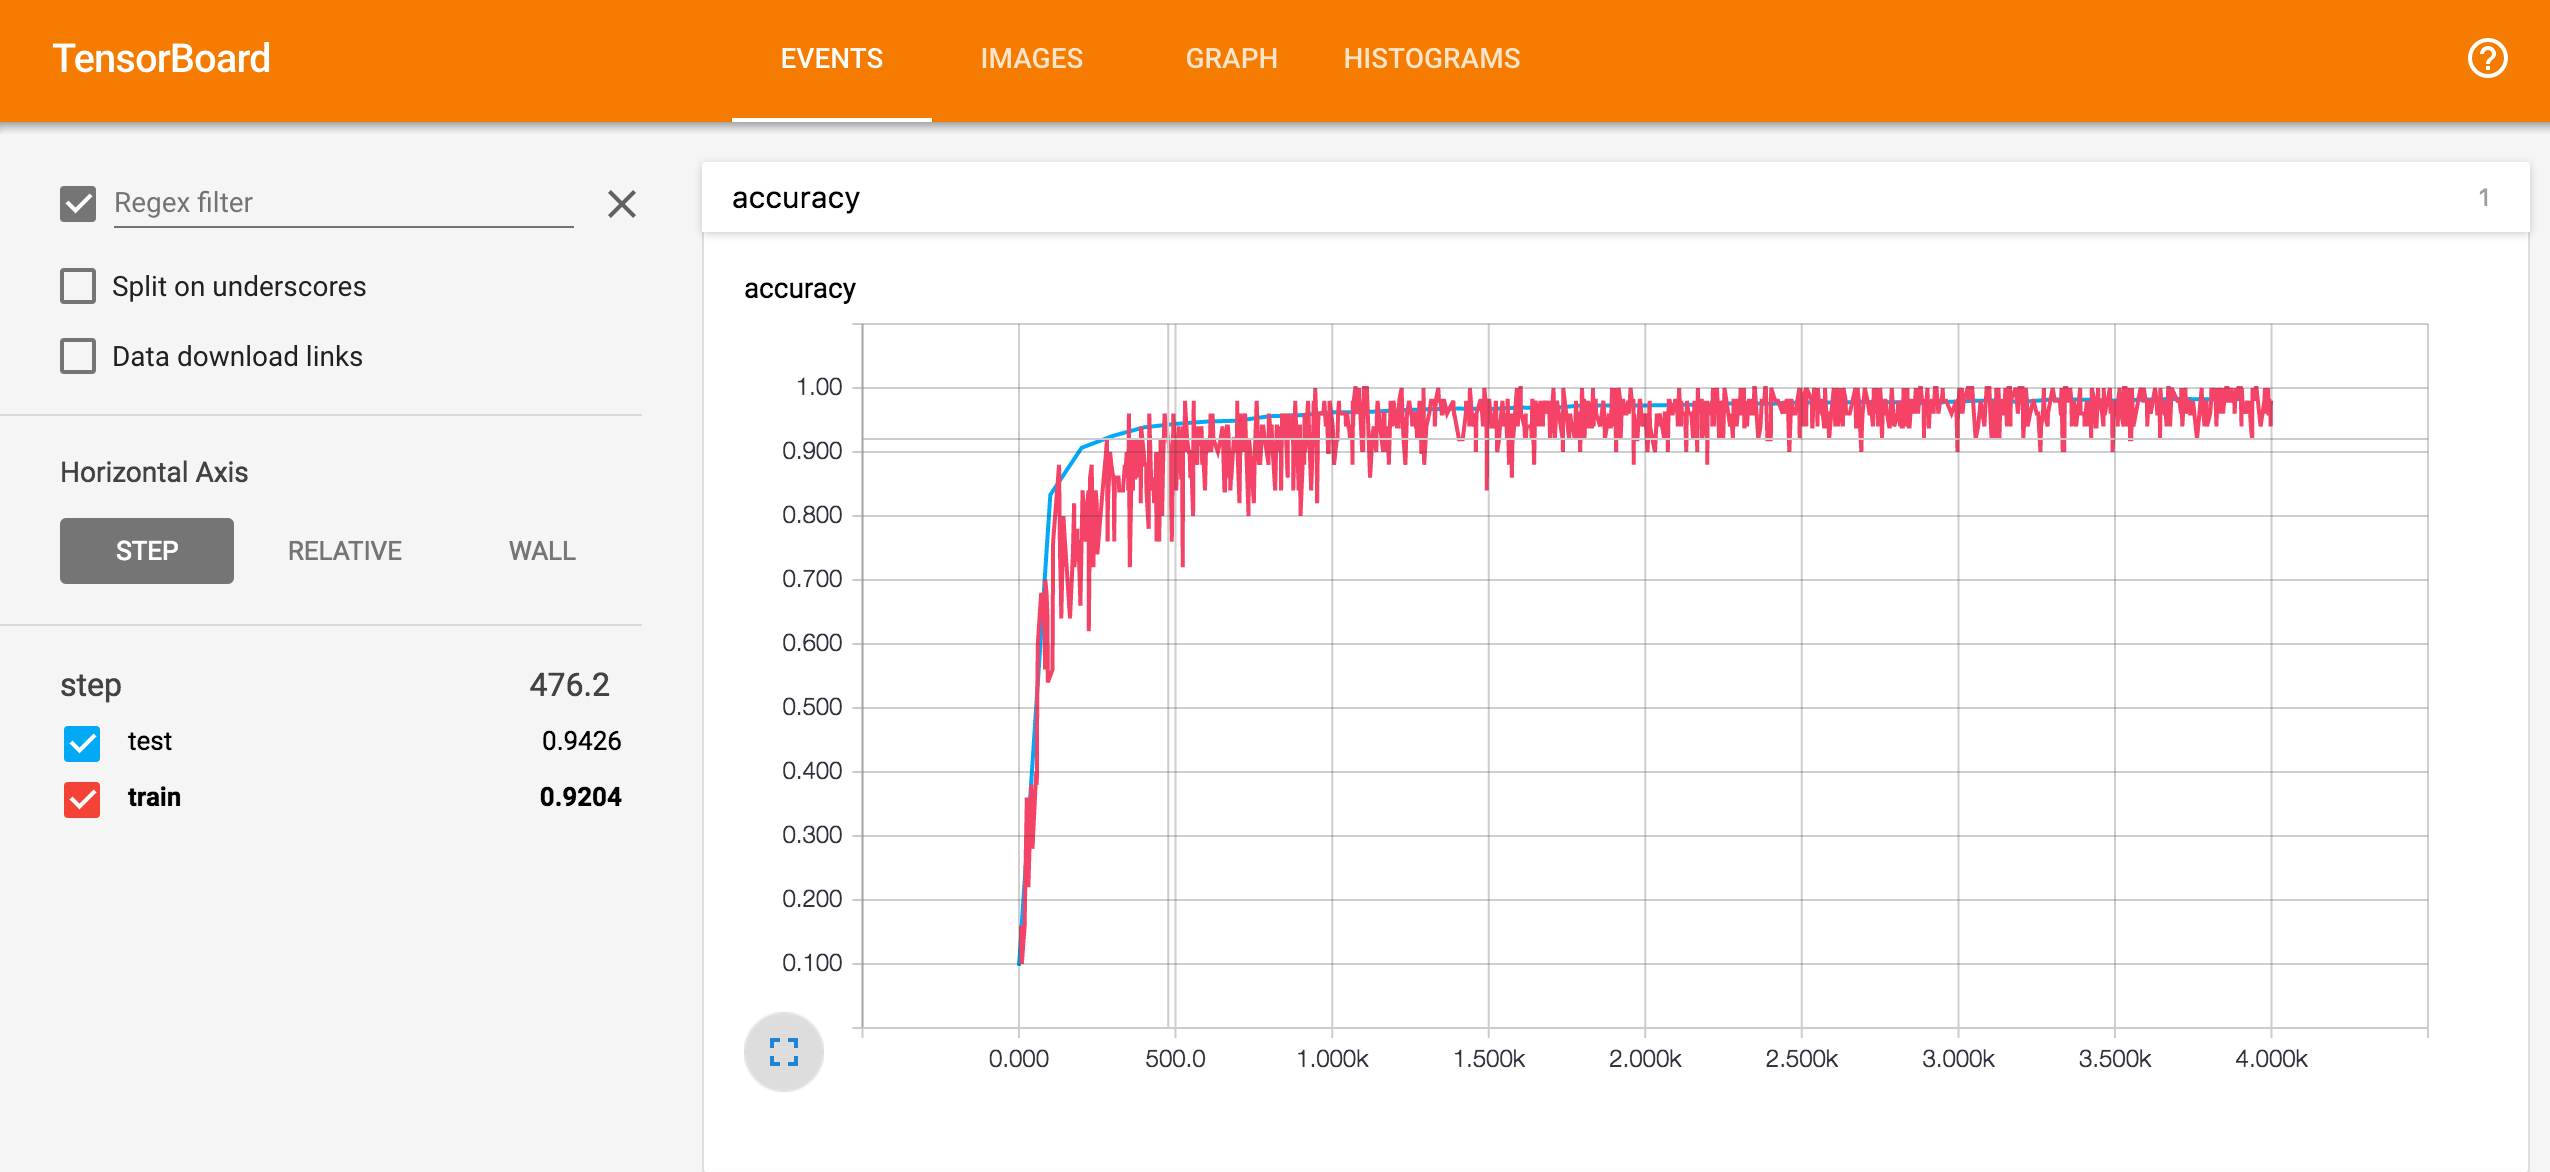 TensorBoard
EVENTS IMAGES GRAPH HISTOGRAMS
?
Regex filter
Split on underscores
Data download links
Horizontal Axis
STEP RELATIVE WALL
step 476.2
test 0.9426
train 0.9204
accuracy 1
accuracy
1.00
0.900
0.800
0.700
0.600
0.500
0.400
0.300
0.200
0.100
0.000 500.0 1.000k 1.500k 2.000k 2.500k 3.000k 3.500k 4.000k